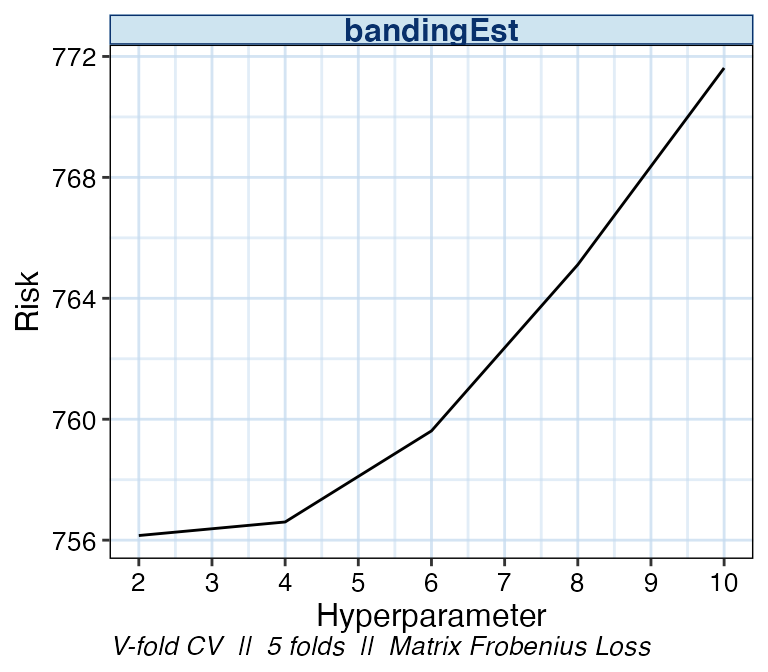 bandingEst
772
768
764
760
756
Risk
2 3 4 5 6 7 8 9 10
Hyperparameter
V-fold CV // 5 folds // Matrix Frobenius Loss